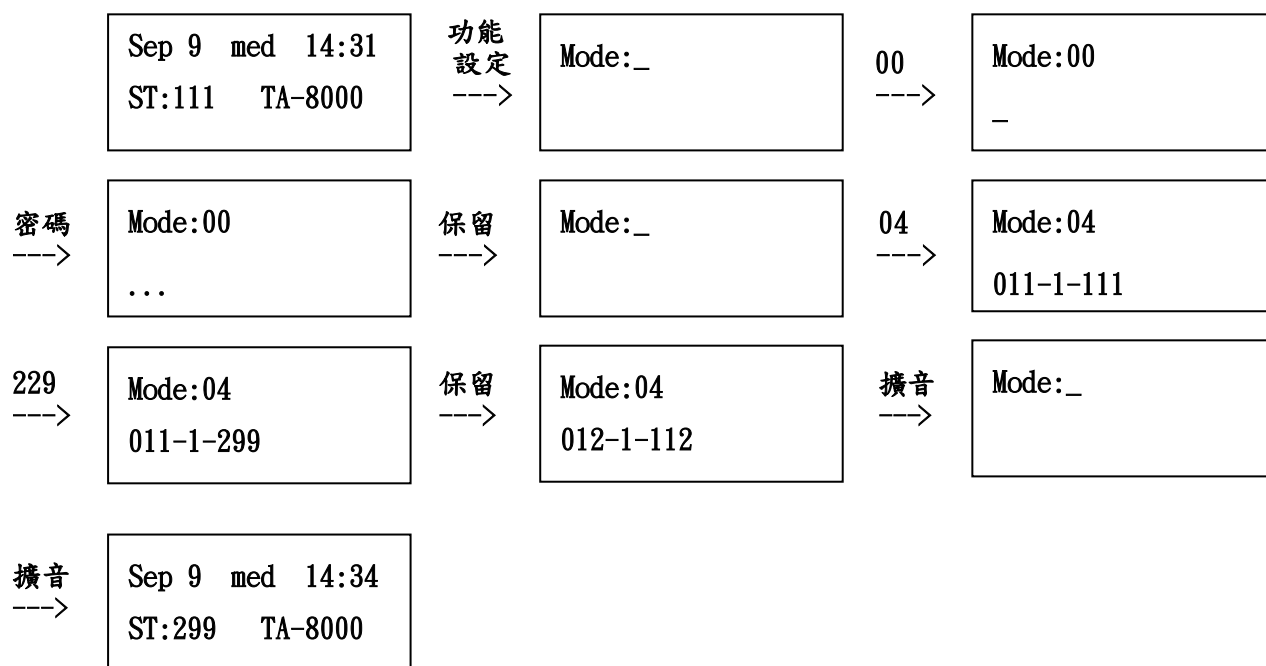 Sep 9 med 14:31
ST:111 TA-8000
功能
設定
--->
Mode:_
00
--->
Mode:00
_
密碼
--->
Mode:00
...
保留
--->
Mode:_
04
--->
Mode:04
011-1-111
229
--->
Mode:04
011-1-299
保留
--->
Mode:04
012-1-112
擴音
--->
Mode:_
擴音
--->
Sep 9 med 14:34
ST:299 TA-8000